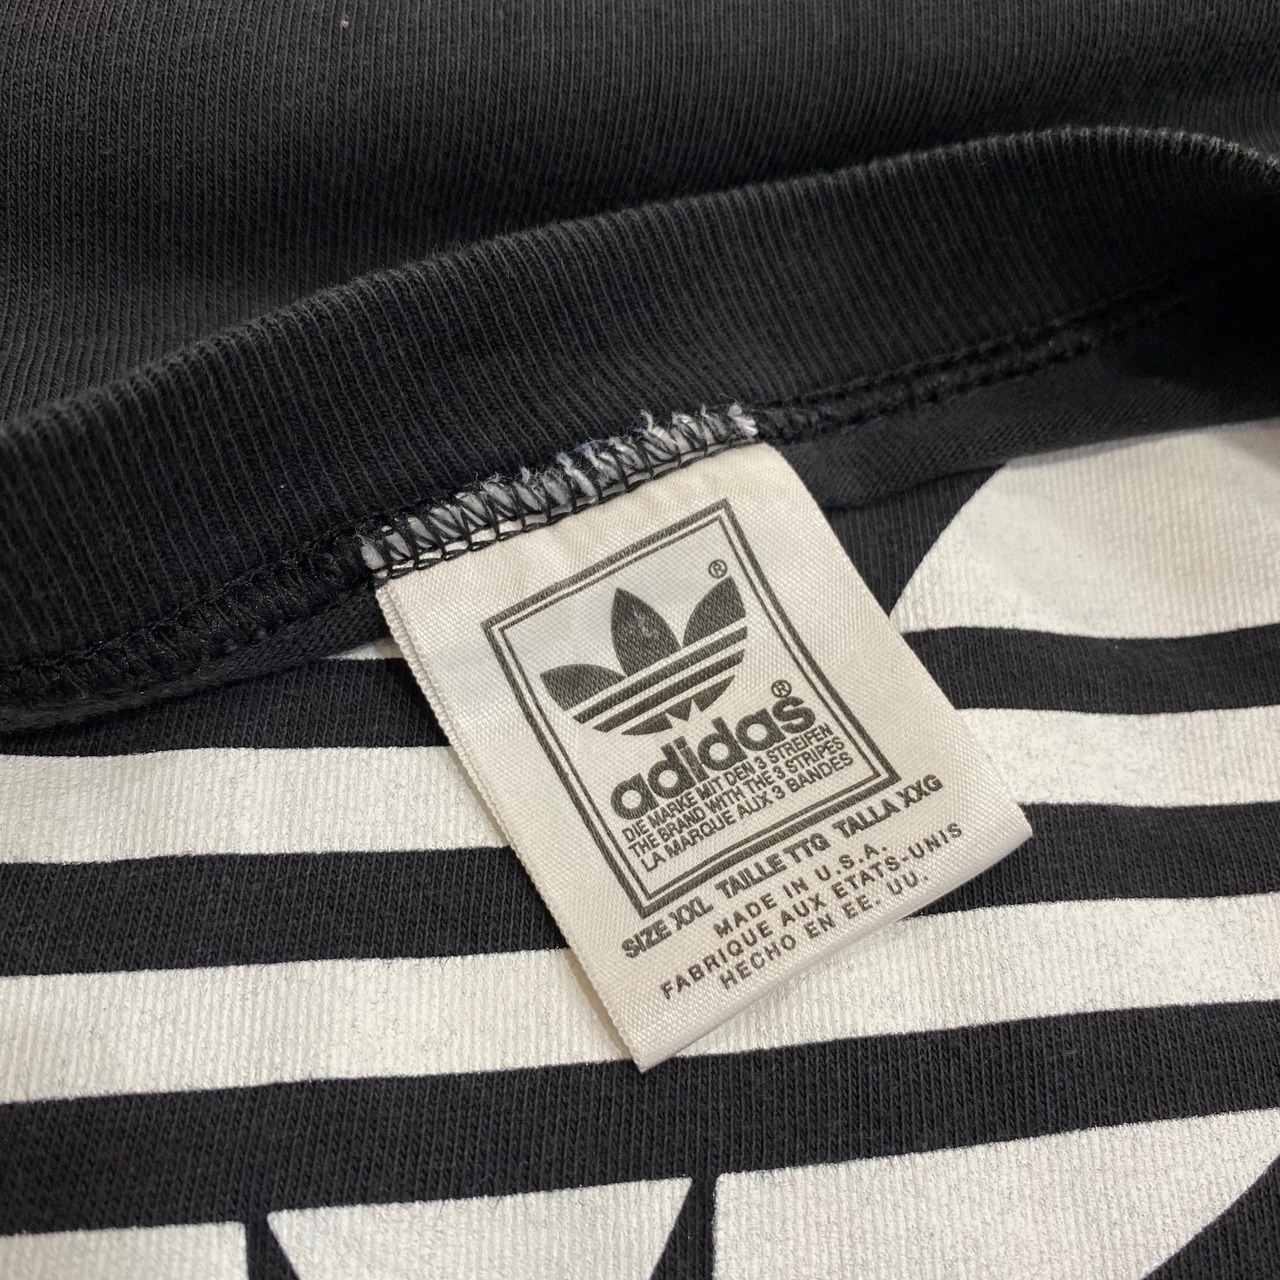 ®
adidas®
DIE MARKE MIT DEN 3 STREIFEN
THE BRAND WITH THE 3 STRIPES
LA MARQUE AUX 3 BANDES
SIZE XXL TAILLE TTG TALLA XXG
MADE IN U.S.A.
FABRIQUE AUX ETATS-UNIS
HECHO EN EE. UU.